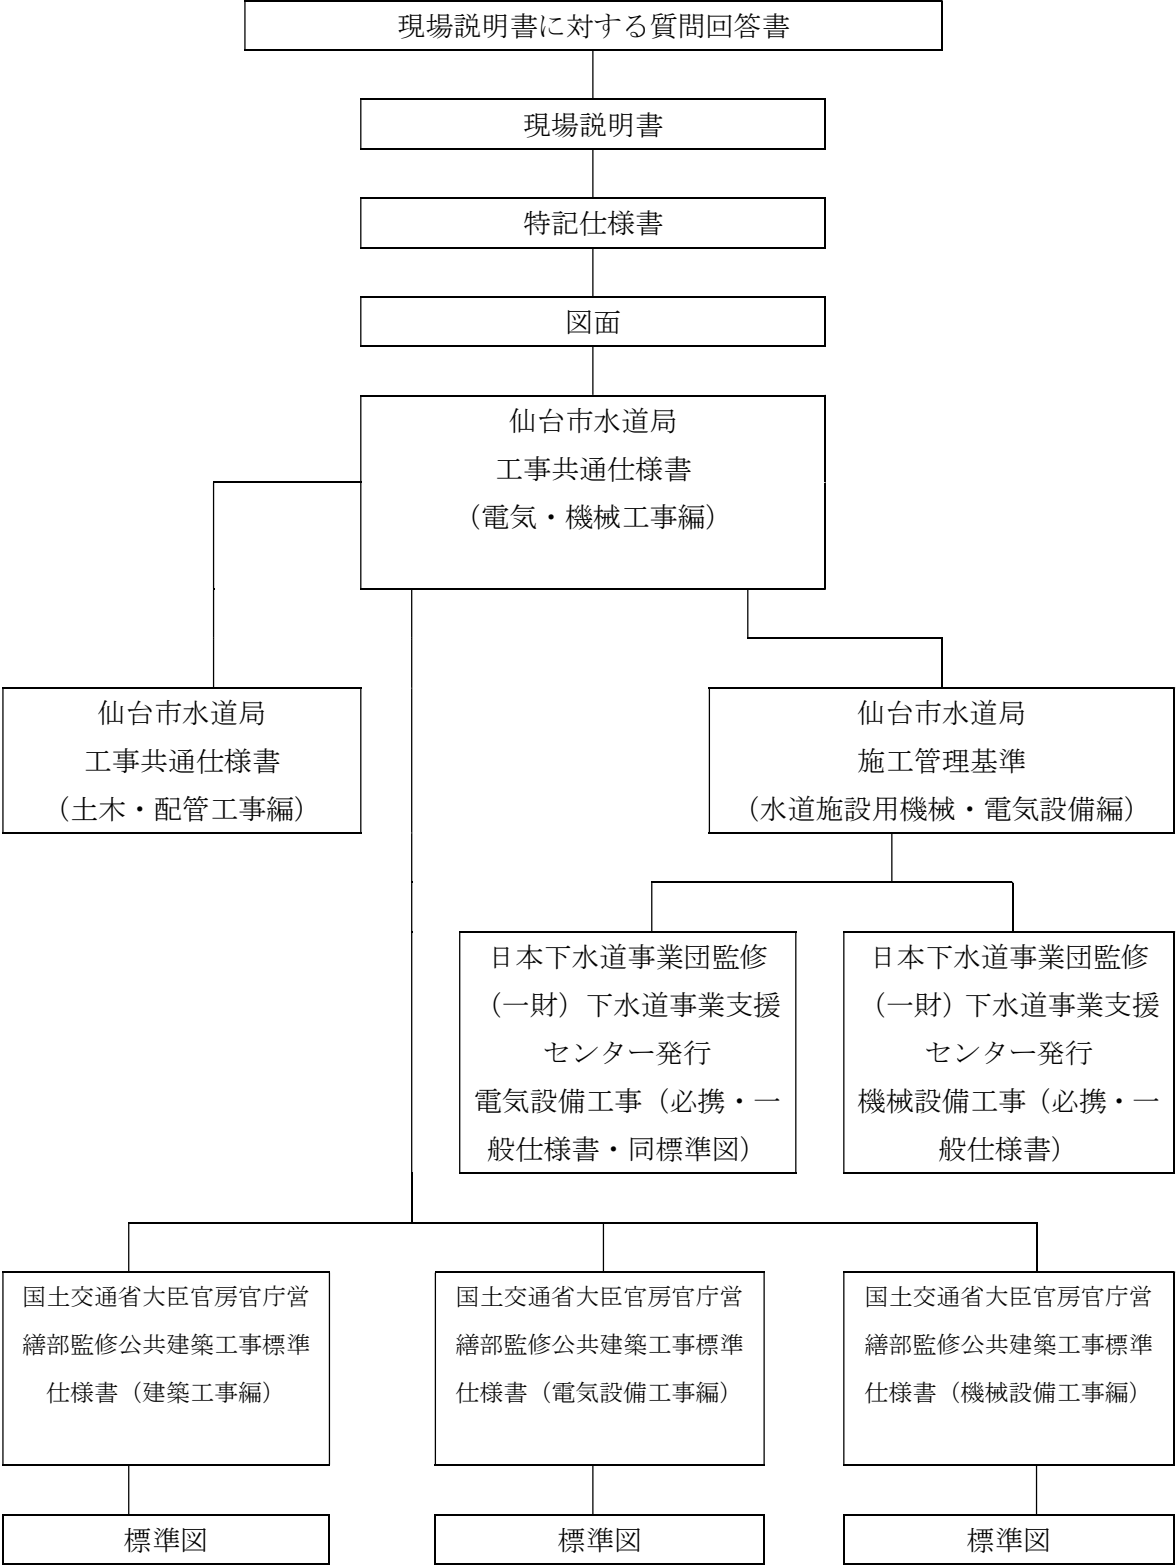 現場説明書に対する質問回答書
現場説明書
特記仕様書
図面
仙台市水道局
工事共通仕様書
（電気・機械工事編）
仙台市水道局
工事共通仕様書
（土木・配管工事編）
仙台市水道局
施工管理基準
（水道施設用機械・電気設備編）
日本下水道事業団監修
（一財）下水道事業支援
センター発行
電気設備工事（必携・一
般仕様書・同標準図）
日本下水道事業団監修
（一財）下水道事業支援
センター発行
機械設備工事（必携・一
般仕様書）
国土交通省大臣官房官庁営
繕部監修公共建築工事標準
仕様書（建築工事編）
国土交通省大臣官房官庁営
繕部監修公共建築工事標準
仕様書（電気設備工事編）
国土交通省大臣官房官庁営
繕部監修公共建築工事標準
仕様書（機械設備工事編）
標準図
標準図
標準図